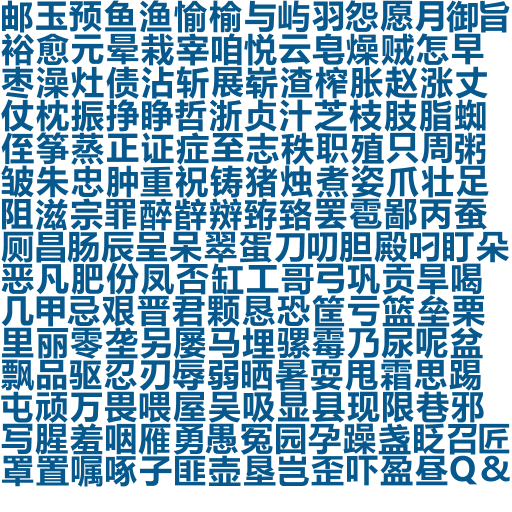 邮玉预鱼渔愉榆与屿羽怨愿月御旨
裕愈元晕栽宰咱悦云皂燥贼怎早
枣澡灶债沾斩展崭渣榨胀赵涨丈
仗枕振挣睁哲浙贞汁芝枝肢脂蜘
侄筝蒸正证症至志秩职殖只周粥
皱朱忠肿重祝铸猪烛煮姿爪壮足
阻滋宗罪醉辥辧臶臵罢雹鄙丙蚕
厕昌肠辰呈呆翠蛋刀叨胆殿叼盯朵
恶凡肥份凤否缸工哥弓巩贡旱喝
几甲忌艰晋君颗恳恐筐亏篮垒栗
里丽零垄另屡马埋骡霉乃尿呢盆
飘品驱忍刃辱弱晒暑耍甩霜思踢
屯顽万畏喂屋吴吸显县现限巷邪
写腥羞咽雁勇愚冤园孕躁盏眨召匠
罩置嘱啄子匪壶垦岂歪吓盈昼Q&